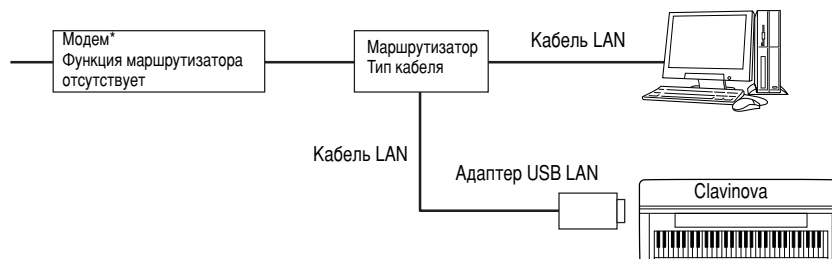 Модем*
Функция маршрутизатора
отсутствует
Маршрутизатор
Тип кабеля
Кабель LAN
Кабель LAN
Адаптер USB LAN
Clavinova